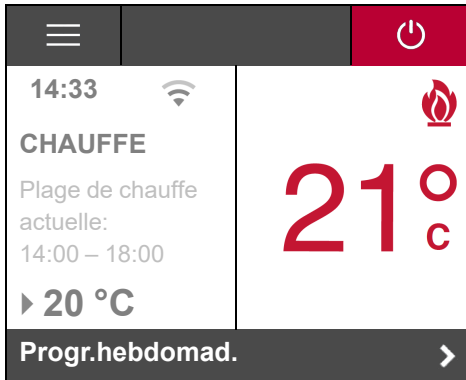 14:33
CHAUFFE
Plage de chauffe
actuelle:
14:00 – 18:00
20 °C
21°
C
Progr.hebdomad.